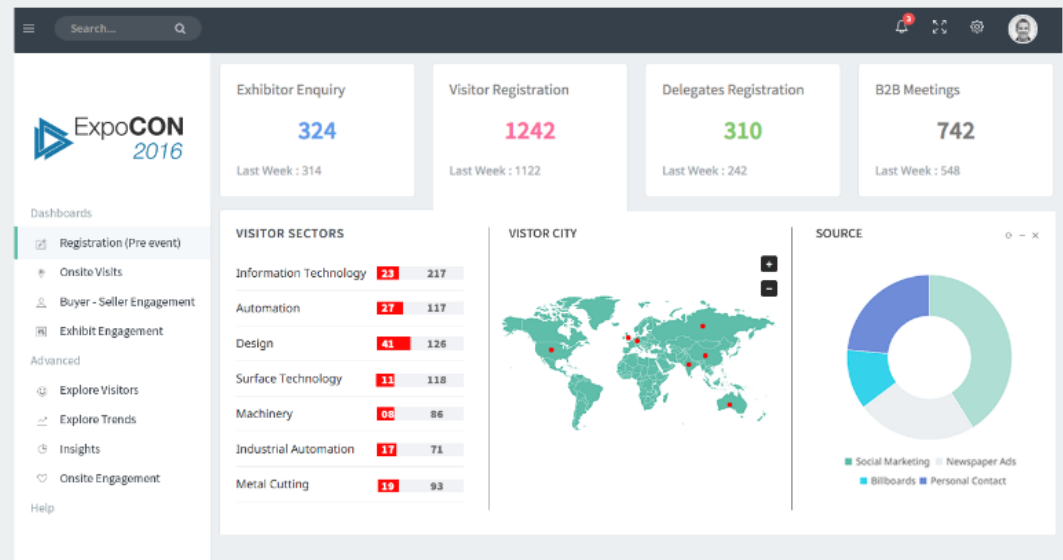 Search...
3
ExpoCON
2016
Dashboards
Registration (Pre event)
Onsite Visits
Buyer - Seller Engagement
Exhibit Engagement
Advanced
Explore Visitors
Explore Trends
Insights
Onsite Engagement
Help
Exhibitor Enquiry
324
Last Week : 314
Visitor Registration
1242
Last Week : 1122
Delegates Registration
310
Last Week : 242
B2B Meetings
742
Last Week : 548
VISITOR SECTORS
Information Technology 23 217
Automation 27 117
Design 41 126
Surface Technology 11 118
Machinery 08 86
Industrial Automation 17 71
Metal Cutting 19 93
VISTOR CITY
+
−
SOURCE
Social Marketing Newspaper Ads
Billboards Personal Contact